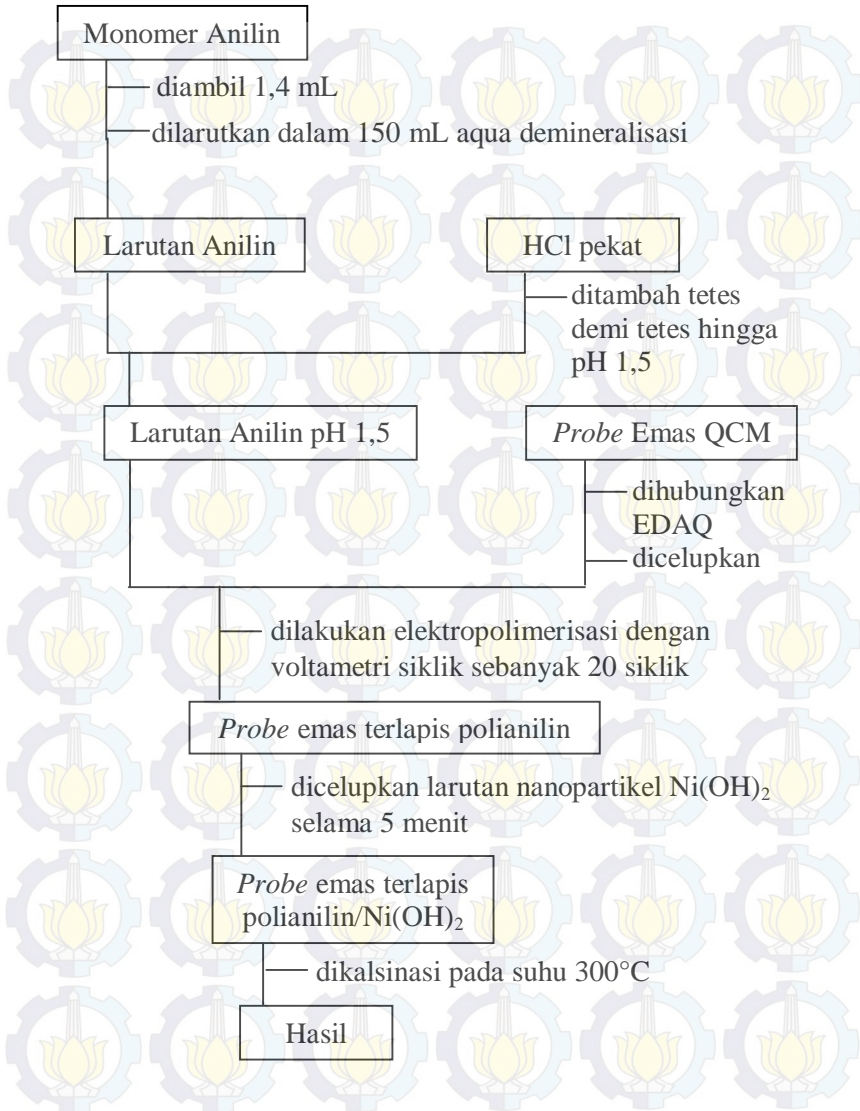 Monomer Anilin
diambil 1,4 mL
dilarutkan dalam 150 mL aqua demineralisasi
Larutan Anilin
HCl pekat
ditambah tetes
demi tetes hingga
pH 1,5
Larutan Anilin pH 1,5
Probe Emas QCM
dihubungkan
EDAQ
dicelupkan
dilakukan elektropolimerisasi dengan
voltametri siklik sebanyak 20 siklik
Probe emas terlapis polianilin
dicelupkan larutan nanopartikel Ni(OH)₂
selama 5 menit
Probe emas terlapis
polianilin/Ni(OH)₂
dikalsinasi pada suhu 300°C
Hasil